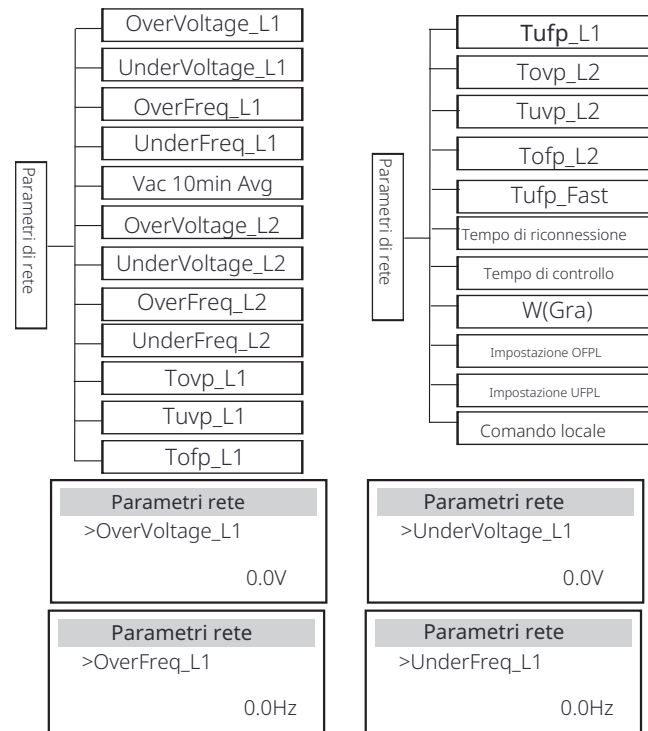 Parametri di rete
OverVoltage_L1
UnderVoltage_L1
OverFreq_L1
UnderFreq_L1
Vac 10min Avg
OverVoltage_L2
UnderVoltage_L2
OverFreq_L2
UnderFreq_L2
Tovp_L1
Tuvp_L1
Tofp_L1
Parametri di rete
Tufp_L1
Tovp_L2
Tuvp_L2
Tofp_L2
Tufp_Fast
Tempo di riconnessione
Tempo di controllo
W(Gra)
Impostazione OFPL
Impostazione UFPL
Comando locale
Parametri rete
>OverVoltage_L1
0.0V
Parametri rete
>UnderVoltage_L1
0.0V
Parametri rete
>OverFreq_L1
0.0Hz
Parametri rete
>UnderFreq_L1
0.0Hz